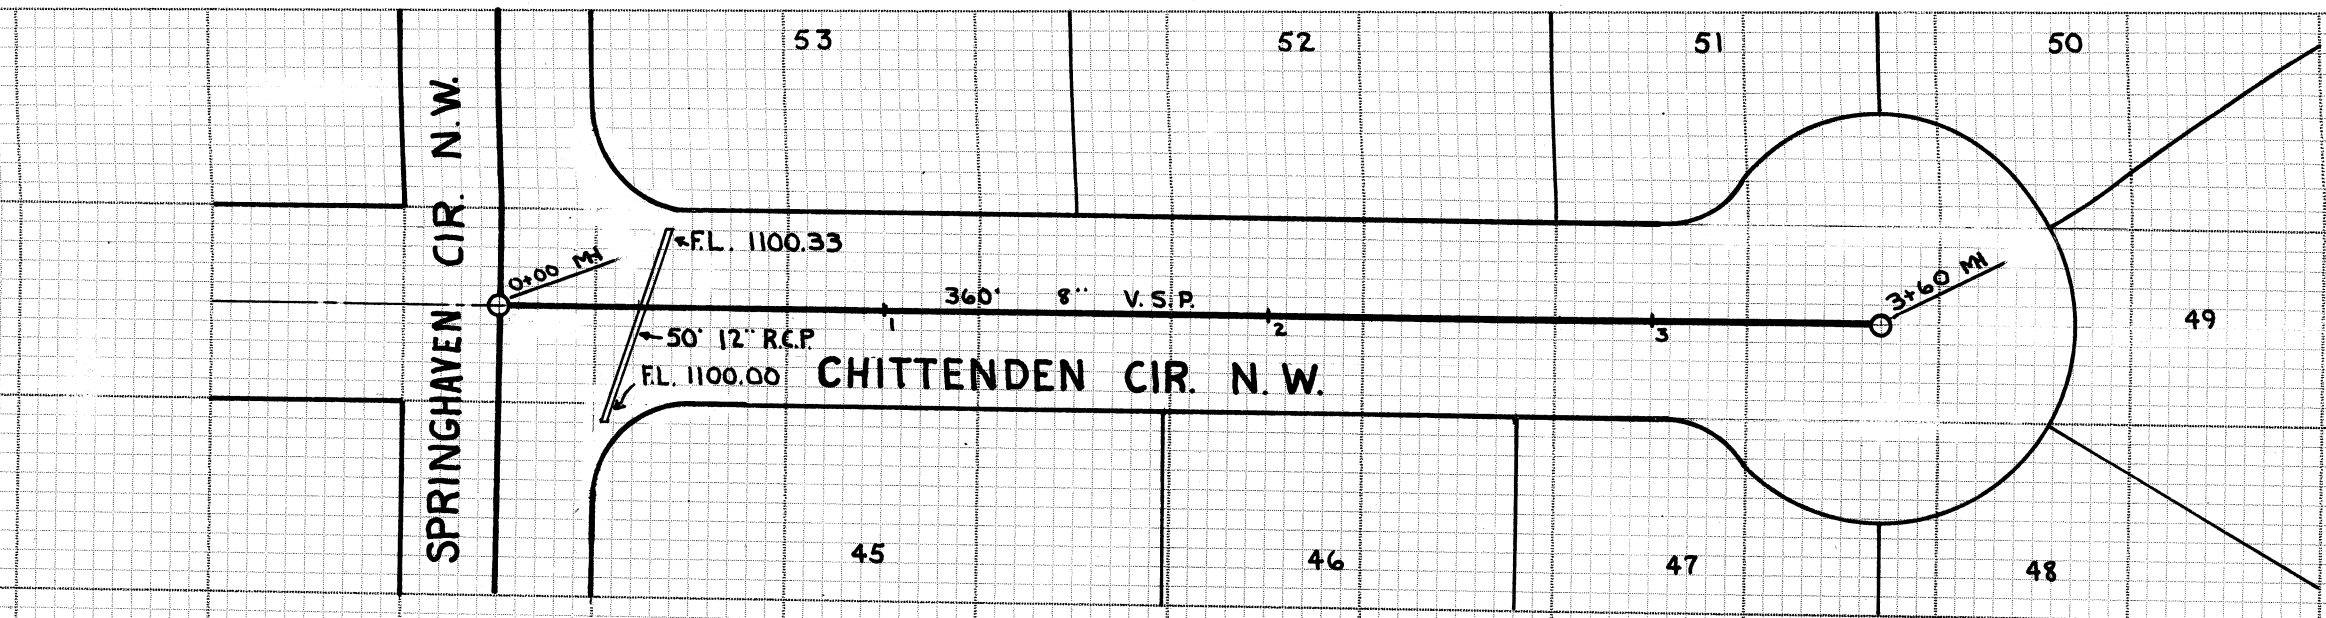 53
52
51
50
SPRINGHAVEN CIR. N.W.
F.L. 1100.33
0+00 MH
360' 8" V.S.P.
3+60 MH
1
2
3
49
50' 12" R.C.P.
F.L. 1100.00
CHITTENDEN CIR. N.W.
45
46
47
48